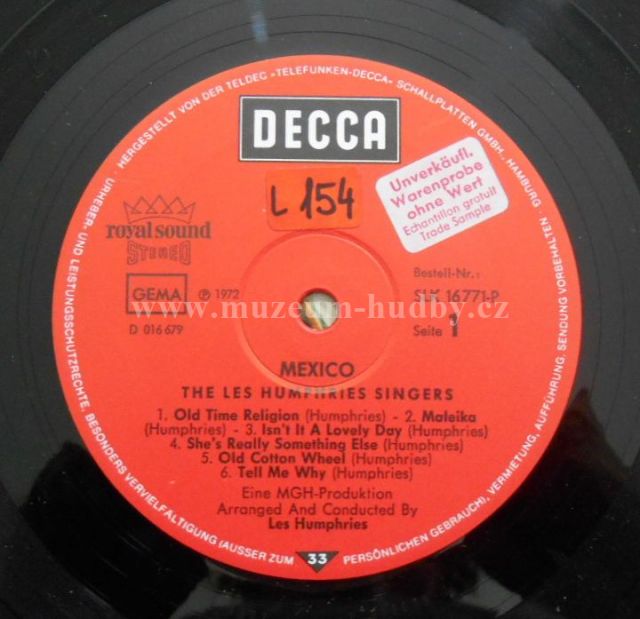 · HERGESTELLT VON DER TELDEC »TELEFUNKEN-DECCA« SCHALLPLATTEN GMBH., HAMBURG · URHEBER- UND LEISTUNGSSCHUTZRECHTE, BESONDERS VERVIELFÄLTIGUNG (AUSSER ZUM PERSÖNLICHEN GEBRAUCH), VERMIETUNG, AUFFÜHRUNG, SENDUNG VORBEHALTEN
DECCA
L 154
Unverkäufl.
Warenprobe
ohne Wert
Echantillon gratuit
Trade Sample
royal sound
STEREO
GEMA
℗ 1972
D 016 679
Bestell-Nr.:
SLK 16771-P
Seite 1
www.muzeum-hudby.cz
MEXICO
THE LES HUMPHRIES SINGERS
1. Old Time Religion (Humphries) - 2. Maleika
(Humphries) - 3. Isn't It A Lovely Day (Humphries)
4. She's Really Something Else (Humphries)
5. Old Cotton Wheel (Humphries)
6. Tell Me Why (Humphries)
Eine MGH-Produktion
Arranged And Conducted By
Les Humphries
33